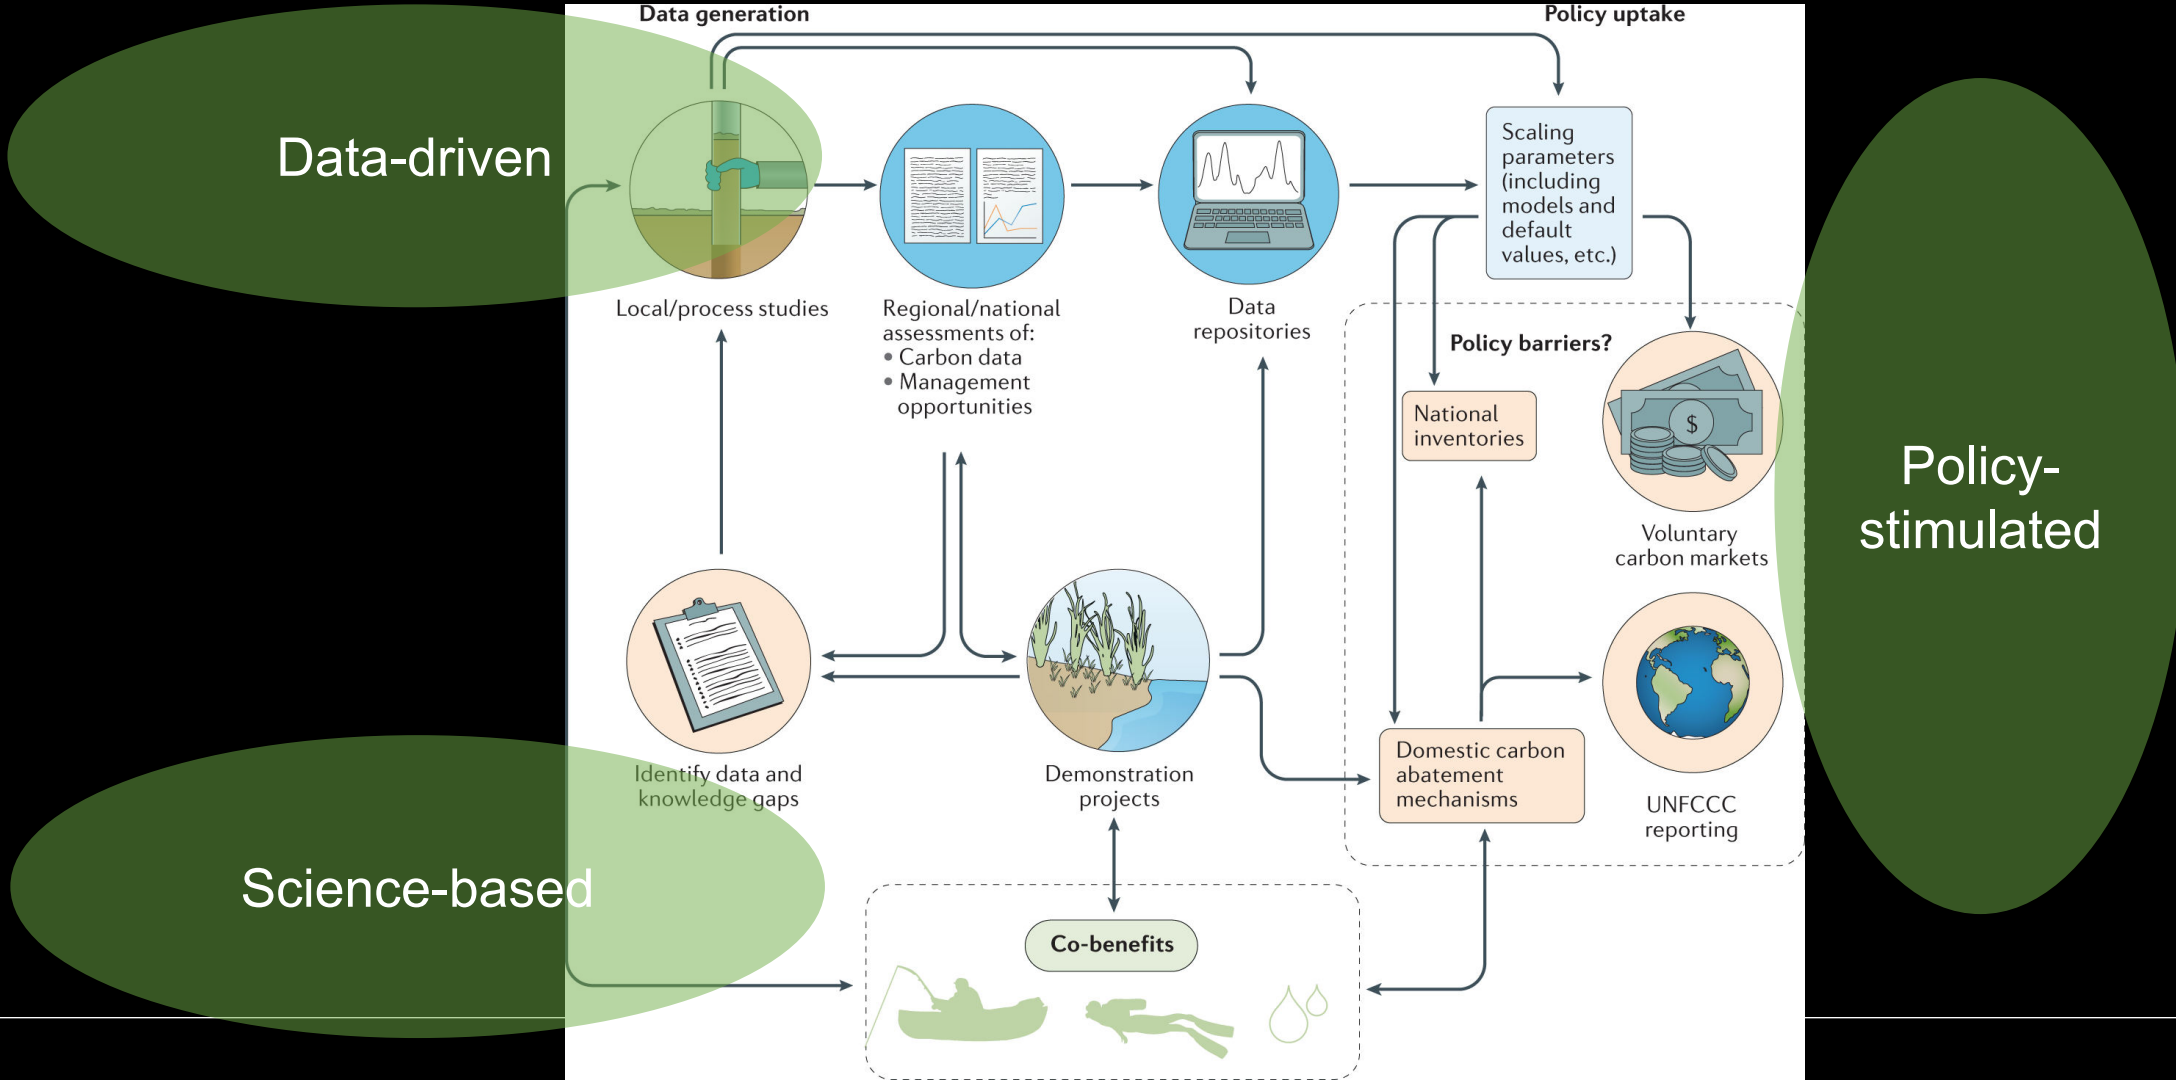 Data generation
Policy uptake
Data-driven
Scaling
parameters
(including
models and
default
values, etc.)
Local/process studies
Regional/national
assessments of:
• Carbon data
• Management
opportunities
Data
repositories
Policy barriers?
National
inventories
$
Voluntary
carbon markets
Policy-
stimulated
Identify data and
knowledge gaps
Demonstration
projects
Domestic carbon
abatement
mechanisms
UNFCCC
reporting
Science-based
Co-benefits